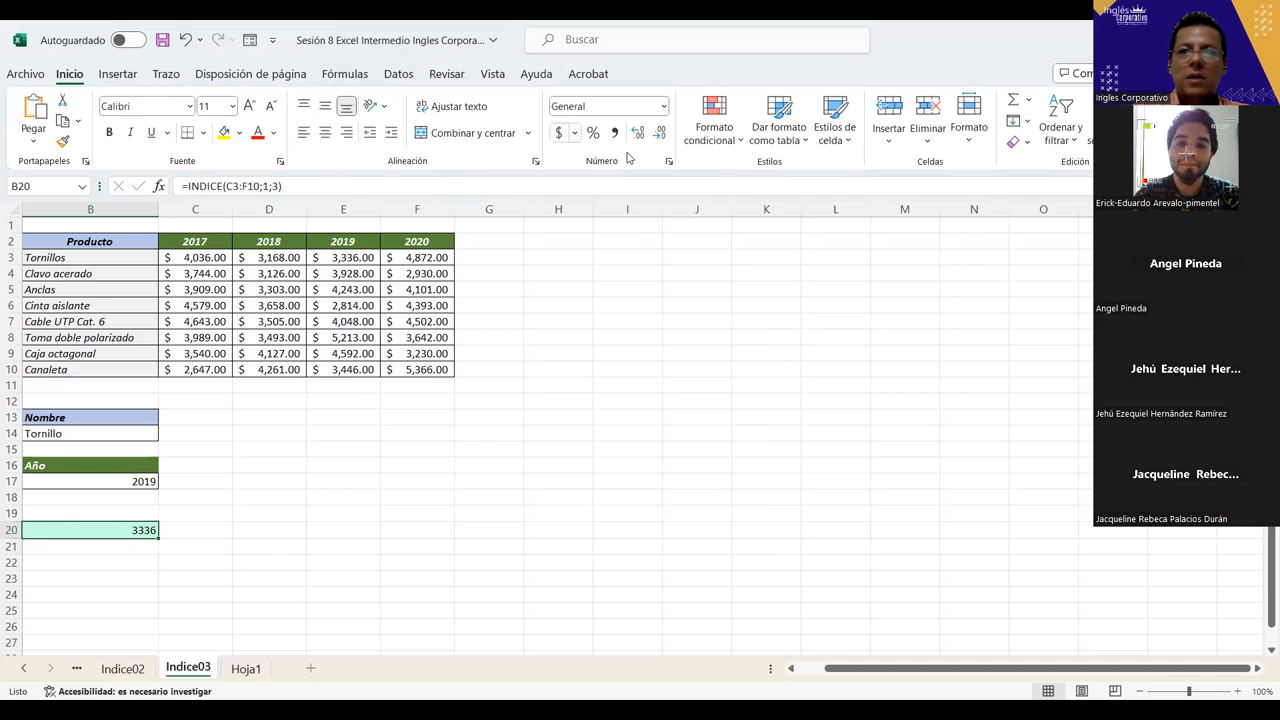 Autoguardado
Sesión 8 Excel Intermedio Ingles Corpora...
Buscar
Archivo Inicio Insertar Trazo Disposición de página Fórmulas Datos Revisar Vista Ayuda Acrobat
Pegar
Calibri 11
N K S
Ajustar texto
Combinar y centrar
General
$ %
Formato condicional
Dar formato como tabla
Estilos de celda
Insertar
Eliminar
Formato
Ordenar y filtrar
Portapapeles Fuente Alineación Número Estilos Celdas Edición
B20 fx =INDICE(C3:F10;1;3)
B C D E F G H I J K L M N O
1
2 Producto 2017 2018 2019 2020
3 Tornillos $ 4,036.00 $ 3,168.00 $ 3,336.00 $ 4,872.00
4 Clavo acerado $ 3,744.00 $ 3,126.00 $ 3,928.00 $ 2,930.00
5 Anclas $ 3,909.00 $ 3,303.00 $ 4,243.00 $ 4,101.00
6 Cinta aislante $ 4,579.00 $ 3,658.00 $ 2,814.00 $ 4,393.00
7 Cable UTP Cat. 6 $ 4,643.00 $ 3,505.00 $ 4,048.00 $ 4,502.00
8 Toma doble polarizado $ 3,989.00 $ 3,493.00 $ 5,213.00 $ 3,642.00
9 Caja octagonal $ 3,540.00 $ 4,127.00 $ 4,592.00 $ 3,230.00
10 Canaleta $ 2,647.00 $ 4,261.00 $ 3,446.00 $ 5,366.00
11
12
13 Nombre
14 Tornillo
15
16 Año
17 2019
18
19
20 3336
21
22
23
24
25
26
27
Indice02 Indice03 Hoja1
Listo
Accesibilidad: es necesario investigar
100%
Inglés Corporativo
Ingles Corporativo
Erick-Eduardo Arevalo-pimentel
Angel Pineda
Angel Pineda
Jehú Ezequiel Her...
Jehú Ezequiel Hernández Ramírez
Jacqueline Rebec...
Jacqueline Rebeca Palacios Durán